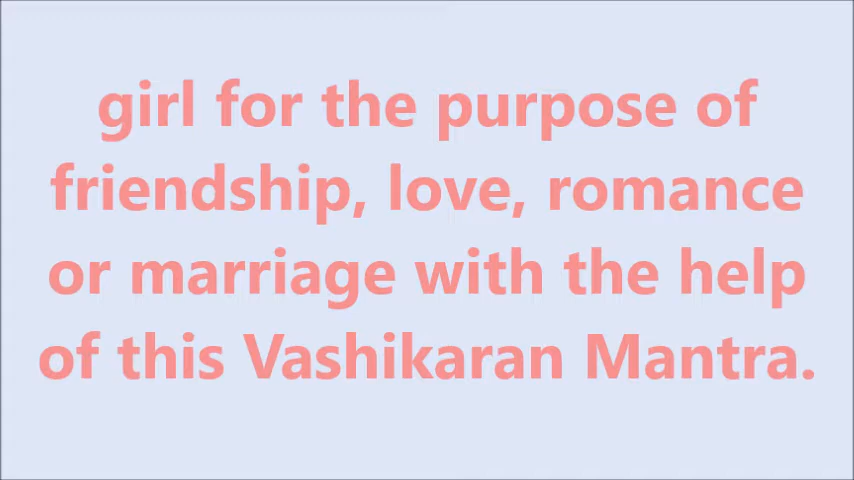 girl for the purpose of
friendship, love, romance
or marriage with the help
of this Vashikaran Mantra.